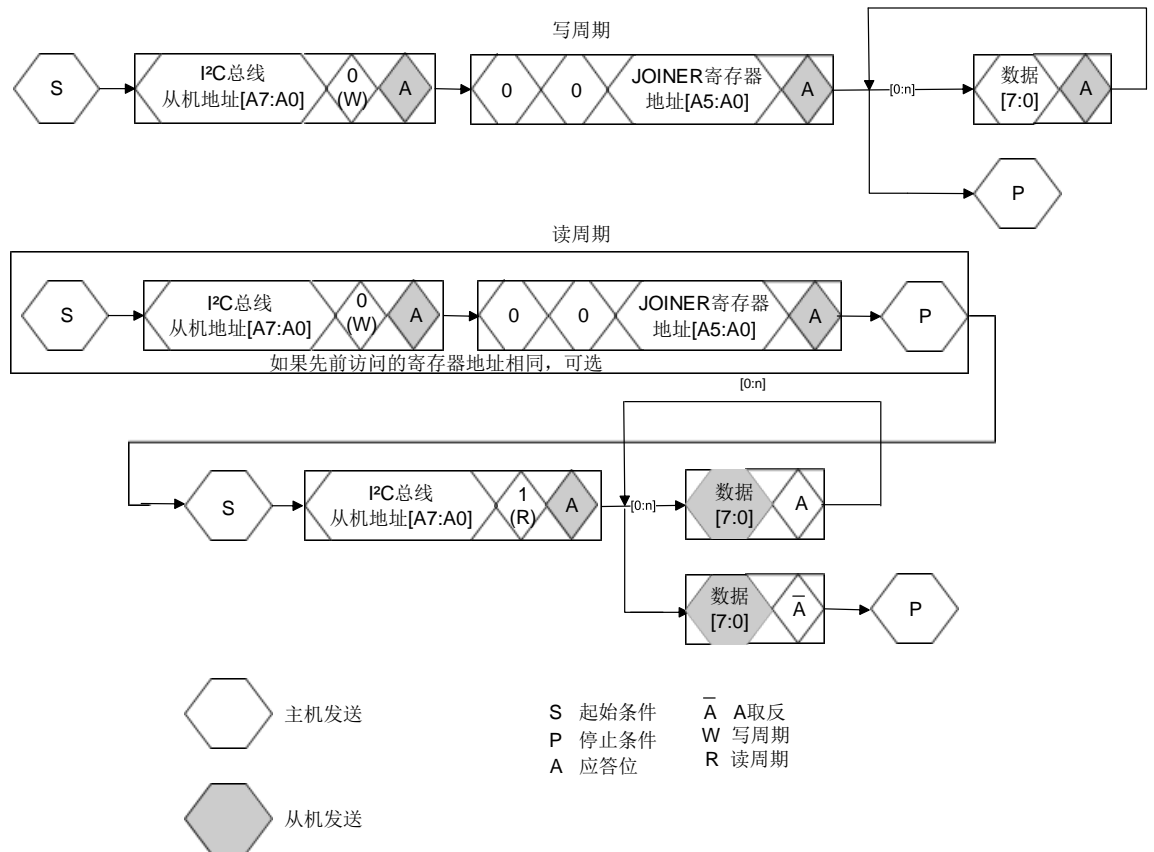 写周期
S
I²C总线
从机地址[A7:A0]
0
(W)
A
0
0
JOINER寄存器
地址[A5:A0]
A
[0:n]
数据
[7:0]
A
P
读周期
S
I²C总线
从机地址[A7:A0]
0
(W)
A
0
0
JOINER寄存器
地址[A5:A0]
A
P
如果先前访问的寄存器地址相同，可选
[0:n]
S
I²C总线
从机地址[A7:A0]
1
(R)
A
[0:n]
数据
[7:0]
A
数据
[7:0]
A̅
P
主机发送
S 起始条件
P 停止条件
A 应答位
A̅ A取反
W 写周期
R 读周期
从机发送